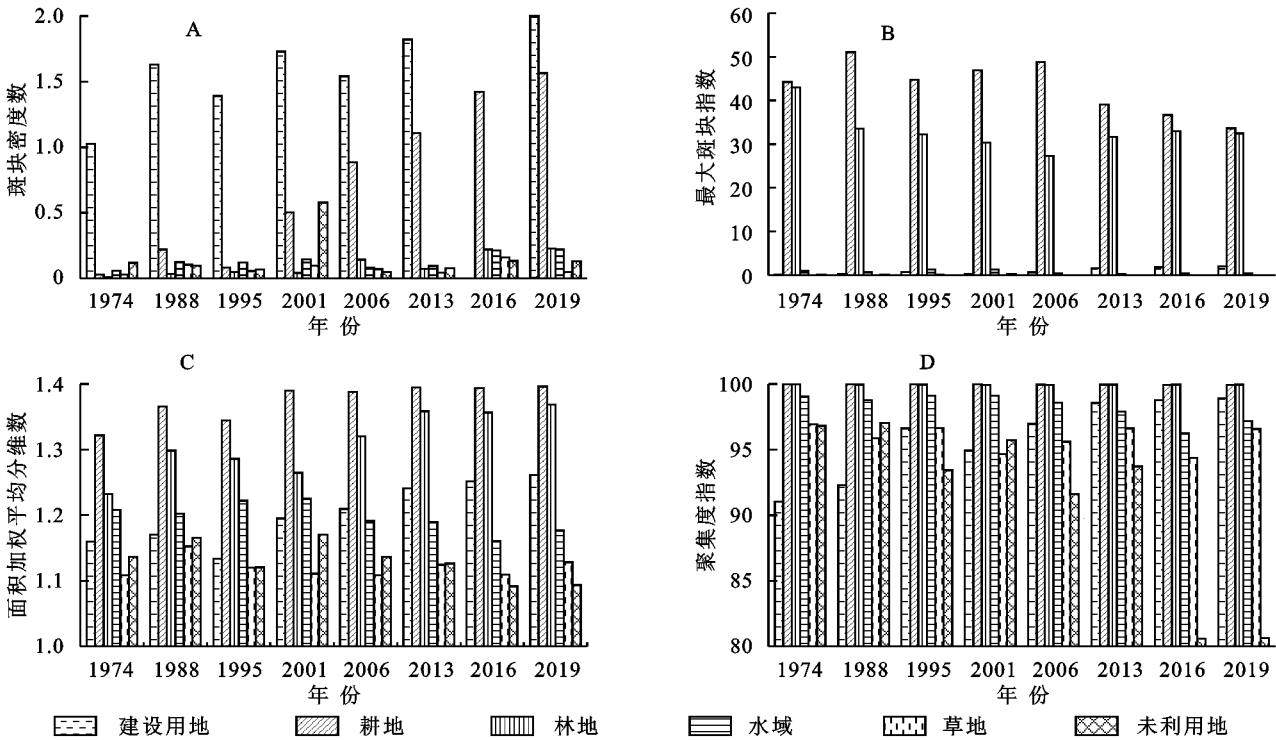 A
2.0
1.5
1.0
0.5
0
斑块密度数
1974 1988 1995 2001 2006 2013 2016 2019
年 份
B
60
50
40
30
20
10
0
最大斑块指数
1974 1988 1995 2001 2006 2013 2016 2019
年 份
C
1.4
1.3
1.2
1.1
1.0
面积加权平均分维数
1974 1988 1995 2001 2006 2013 2016 2019
年 份
D
100
95
90
85
80
聚集度指数
1974 1988 1995 2001 2006 2013 2016 2019
年 份
建设用地 耕地 林地 水域 草地 未利用地